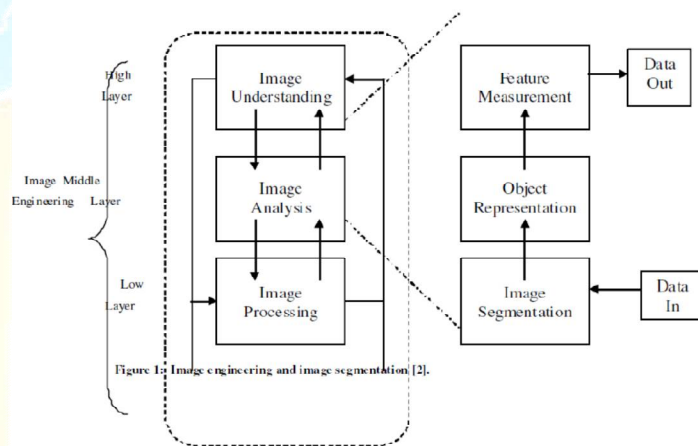 High
Layer
Image
Understanding
Feature
Measurement
Data
Out
Image Middle
Engineering Layer
Image
Analysis
Object
Representation
Low
Layer
Image
Processing
Image
Segmentation
Data
In
Figure 1: Image engineering and image segmentation [2].